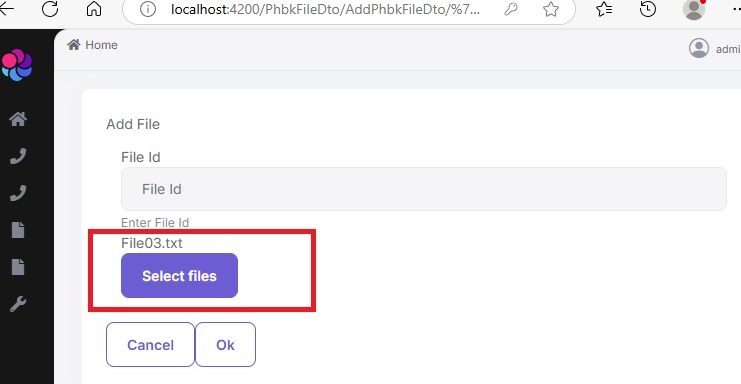 localhost:4200/PhbkFileDto/AddPhbkFileDto/%7...
Home
admi
Add File
File Id
File Id
Enter File Id
File03.txt
Select files
Cancel Ok